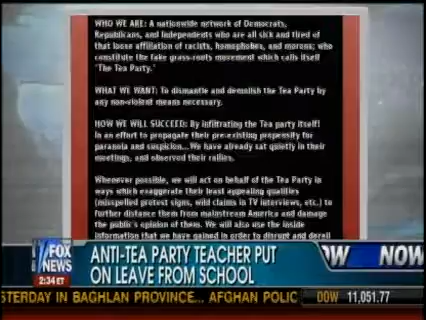 WHO WE ARE: A nationwide network of Democrats,
Republicans, and Independents who are all sick and tired of
that loose affiliation of racists, homophobes, and morons; who
constitute the fake grass-roots movement which calls itself
"The Tea Party."
WHAT WE WANT: To dismantle and demolish the Tea Party by
any non-violent means necessary.
HOW WE WILL SUCCEED: By infiltrating the Tea party itself!
In an effort to propagate their pre-existing propensity for
paranoia and suspicion... We have already sat quietly in their
meetings, and observed their rallies.
Whenever possible, we will act on behalf of the Tea Party in
ways which exaggerate their least appealing qualities
(misspelled protest signs, wild claims in TV interviews, etc.) to
further distance them from mainstream America and damage
the public's opinion of them. We will also use the inside
information that we have gained in order to disrupt and derail
FOX
NEWS
2:34 ET
ANTI-TEA PARTY TEACHER PUT
ON LEAVE FROM SCHOOL
OW NOW
STERDAY IN BAGHLAN PROVINCE... AFGHAN POLIC
DOW 11,051.77